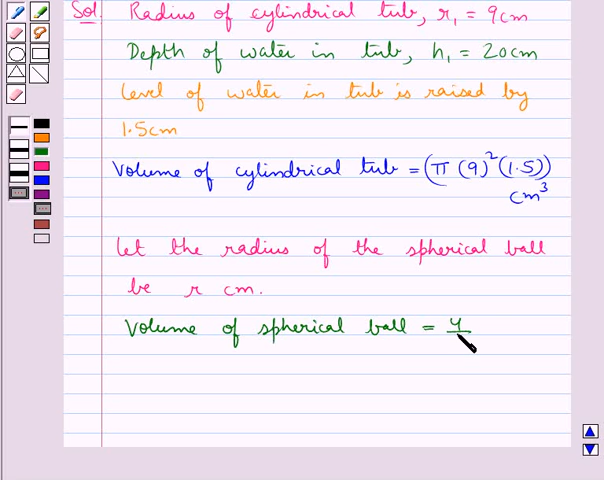 Sol. Radius of cylindrical tub, r₁ = 9cm
Depth of water in tub, h₁ = 20cm
Level of water in tub is raised by
1.5cm
Volume of cylindrical tub = (π (9)² (1.5))
cm³
Let the radius of the spherical ball
be r cm.
Volume of spherical ball = 4